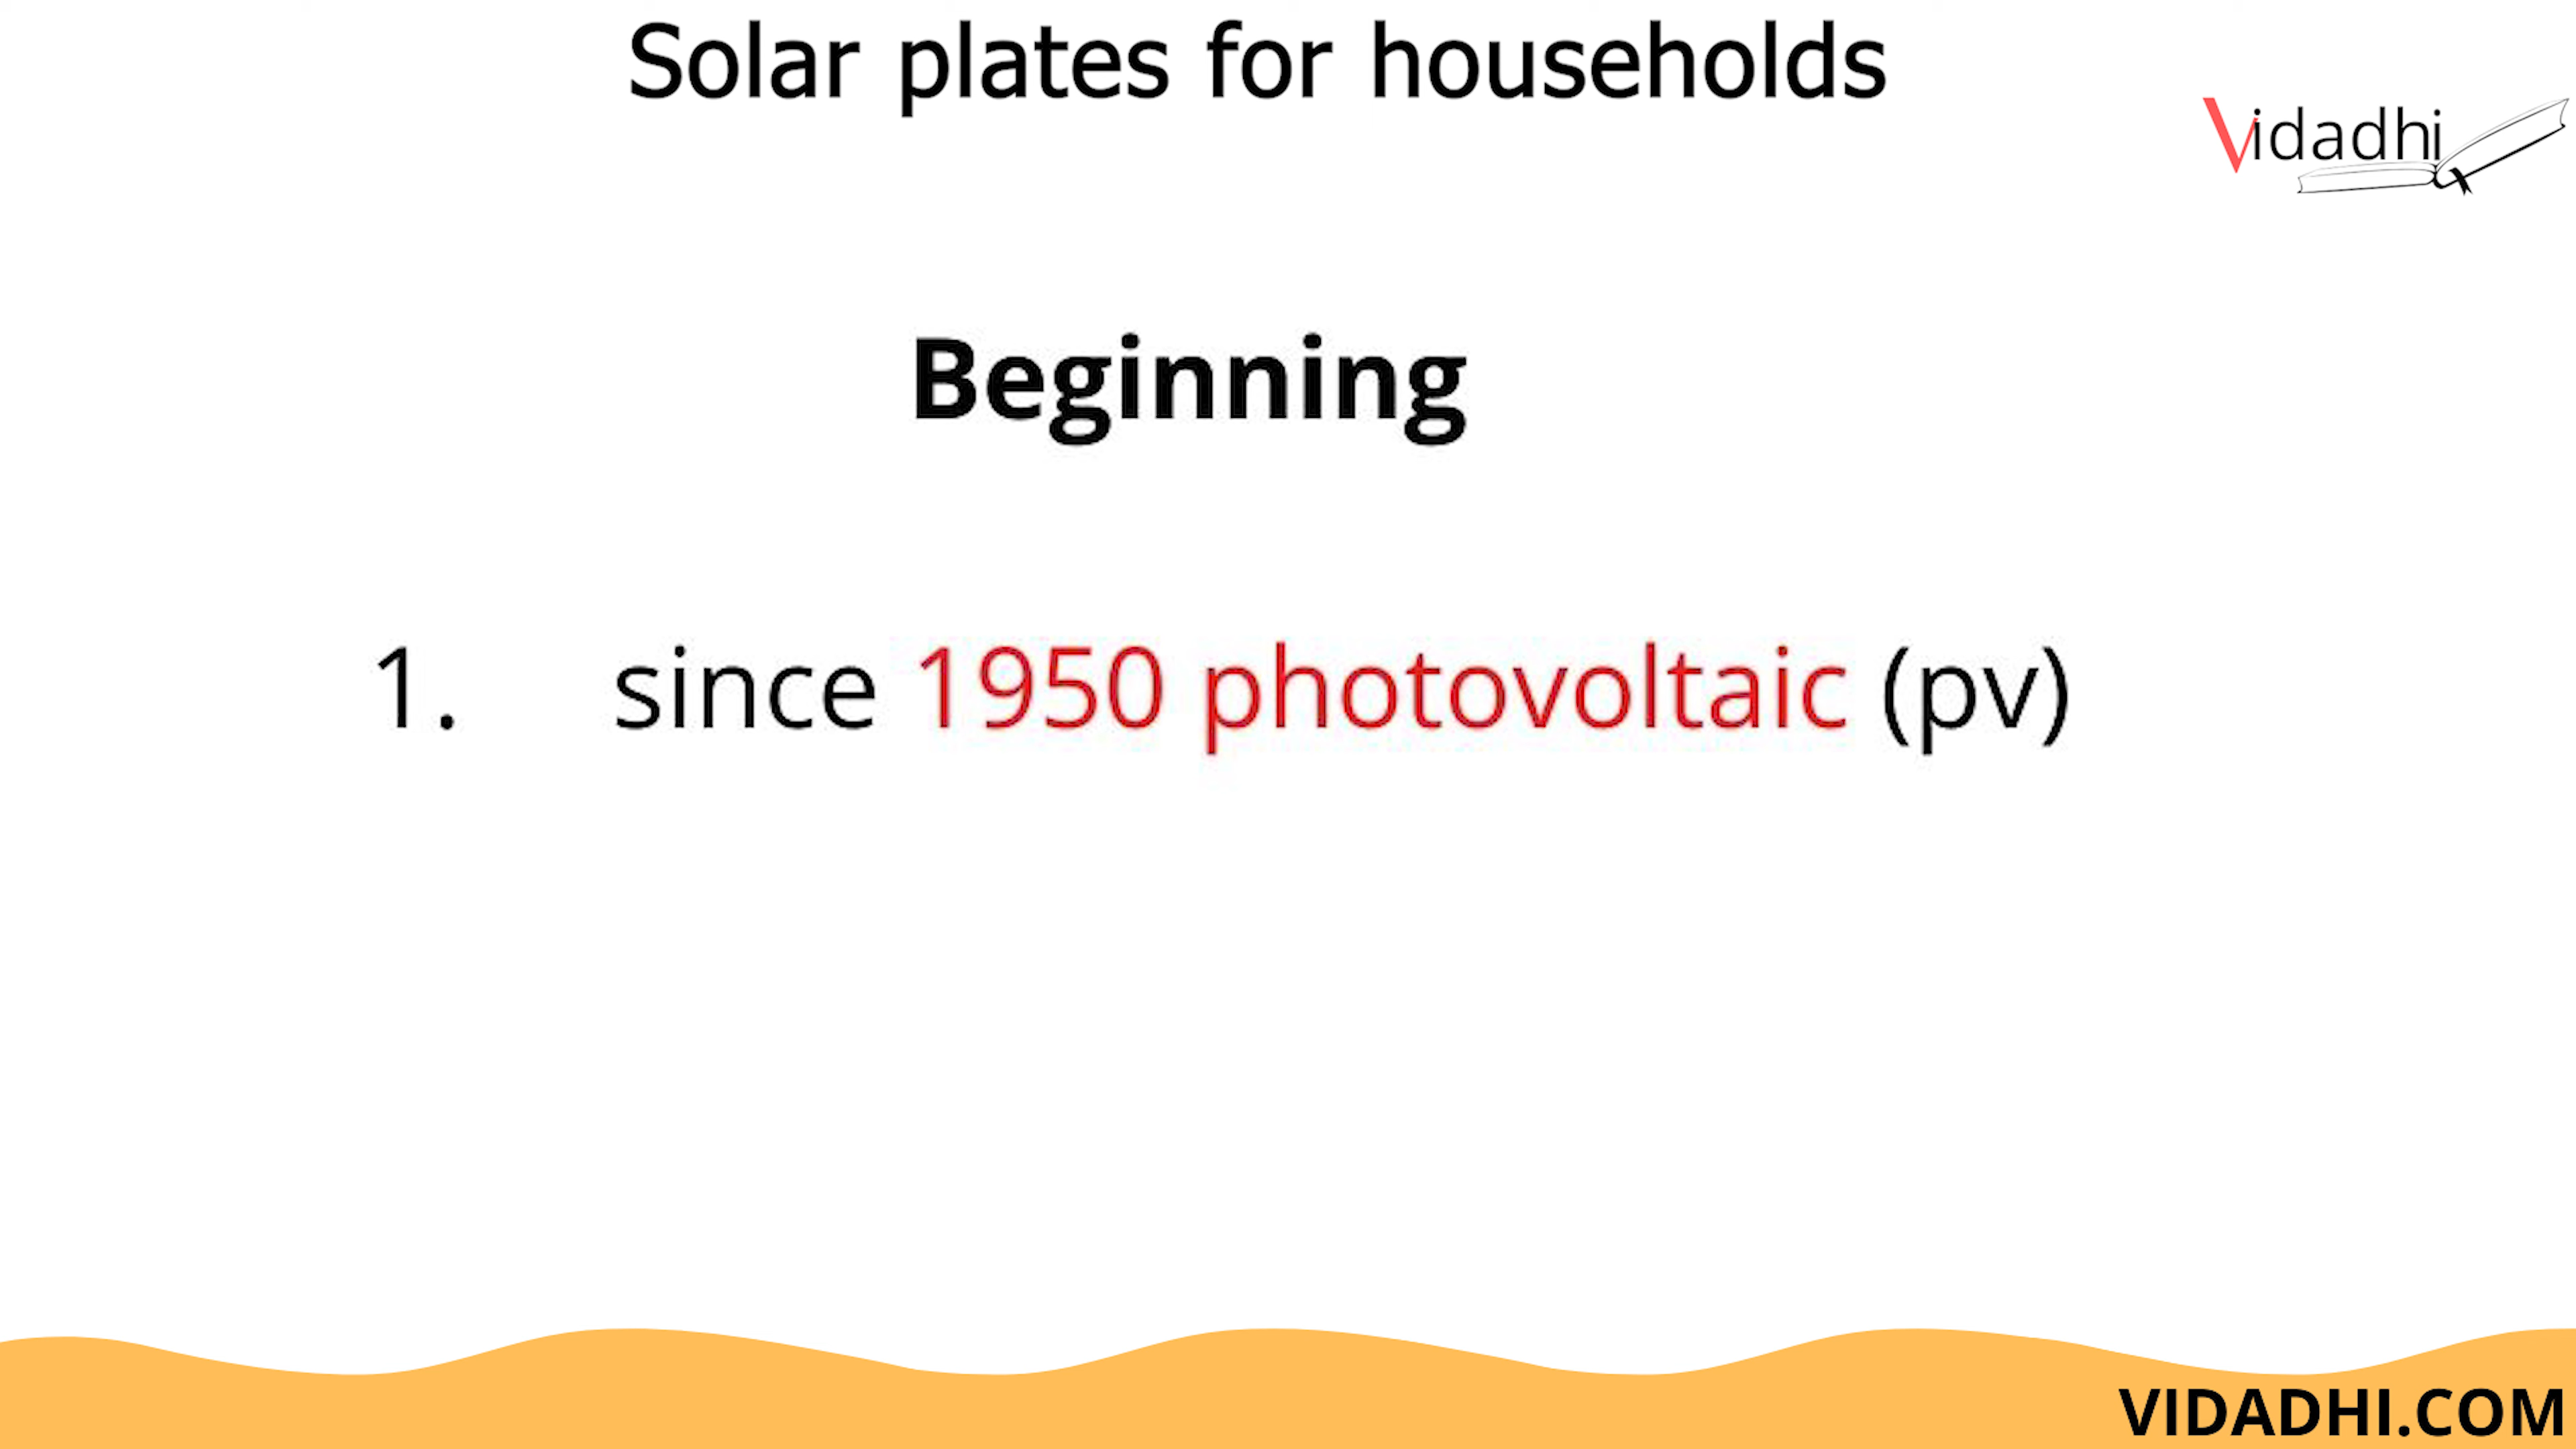 Solar plates for households
Vidadhi
Beginning
1. since 1950 photovoltaic (pv)
VIDADHI.COM